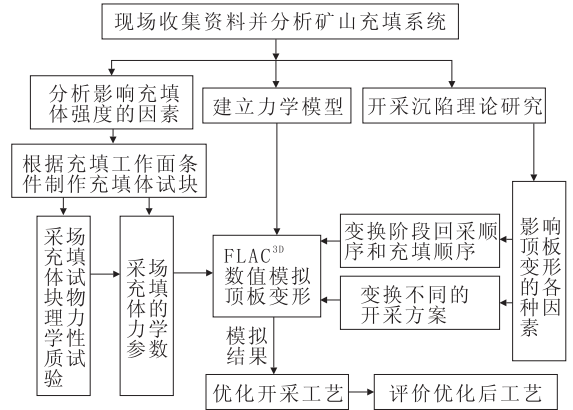 现场收集资料并分析矿山充填系统
分析影响充填
体强度的因素
建立力学模型
开采沉陷理论研究
根据充填工作面条
件制作充填体试块
采场
充填
体试
块物
理力
学性
质试
验
采场
充填
体的
力学
参数
FLAC3D
数值模拟
顶板变形
变换阶段回采顺
序和充填顺序
变换不同的
开采方案
影响
顶板
变形
的各
种因
素
模拟
结果
优化开采工艺
评价优化后工艺